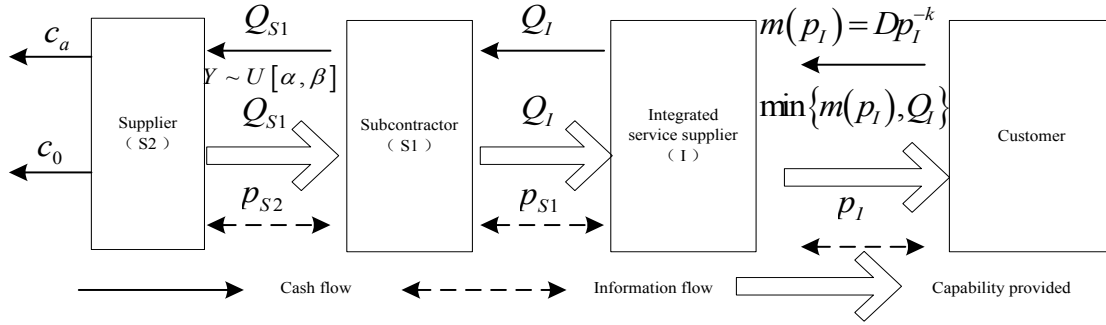 c_a
c_0
Supplier
（ S2 ）
Q_{S1}
Y ~ U[α, β]
Q_{S1}
p_{S2}
Subcontractor
（ S1 ）
Q_I
Q_I
p_{S1}
Integrated
service supplier
（ I ）
m(p_I) = Dp_I^{-k}
min{m(p_I), Q_I}
p_I
Customer
Cash flow
Information flow
Capability provided